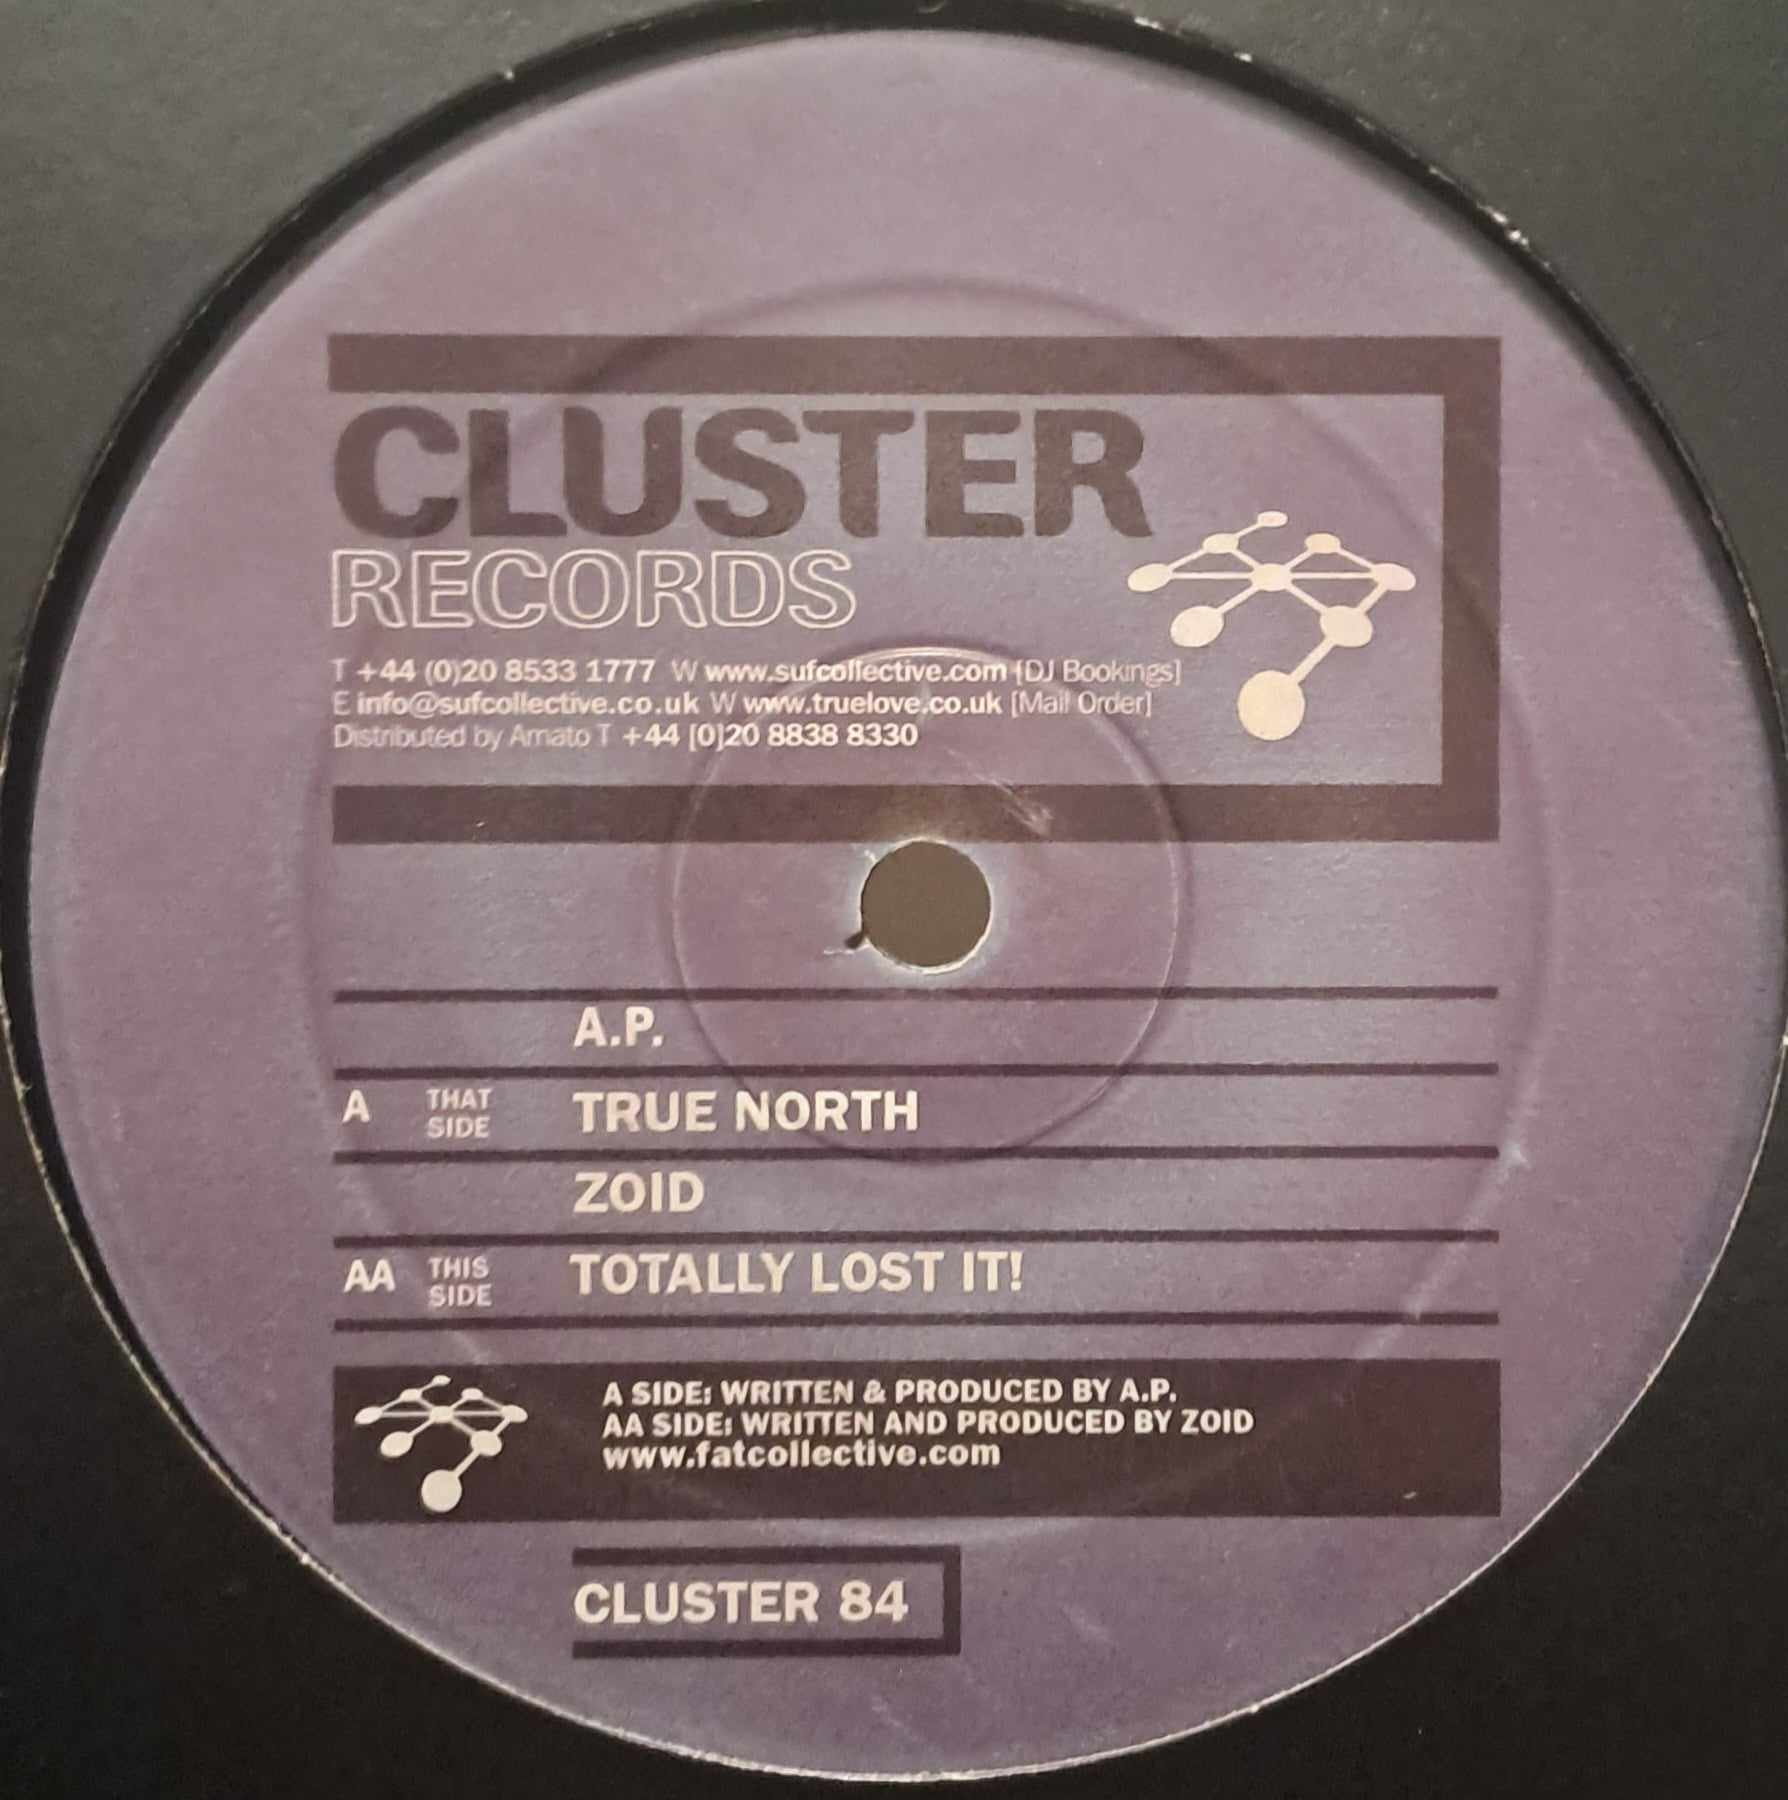 CLUSTER
RECORDS
T +44 (0)20 8533 1777 W www.sufcollective.com [DJ Bookings]
E info@sufcollective.co.uk W www.truelove.co.uk [Mail Order]
Distributed by Amato T +44 [0]20 8838 8330
A.P.
A THAT SIDE TRUE NORTH
ZOID
AA THIS SIDE TOTALLY LOST IT!
A SIDE: WRITTEN & PRODUCED BY A.P.
AA SIDE: WRITTEN AND PRODUCED BY ZOID
www.fatcollective.com
CLUSTER 84